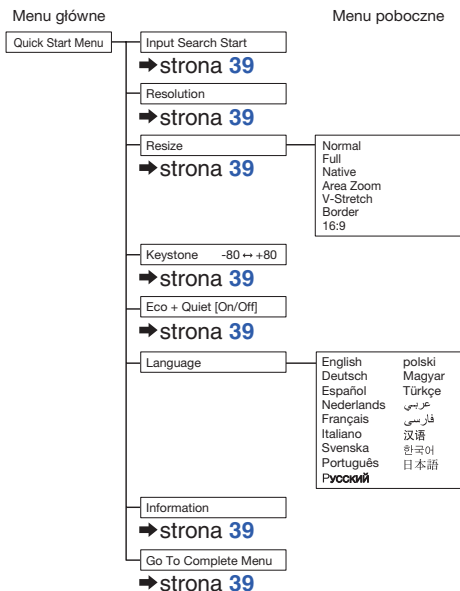 Menu główne
Menu poboczne
Quick Start Menu
Input Search Start
➡strona 39
Resolution
➡strona 39
Resize
➡strona 39
Normal
Full
Native
Area Zoom
V-Stretch
Border
16:9
Keystone -80 ↔ +80
➡strona 39
Eco + Quiet [On/Off]
➡strona 39
Language
English polski
Deutsch Magyar
Español Türkçe
Nederlands عربي
Français فارسی
Italiano 汉语
Svenska 한국어
Português 日本語
Русский
Information
➡strona 39
Go To Complete Menu
➡strona 39